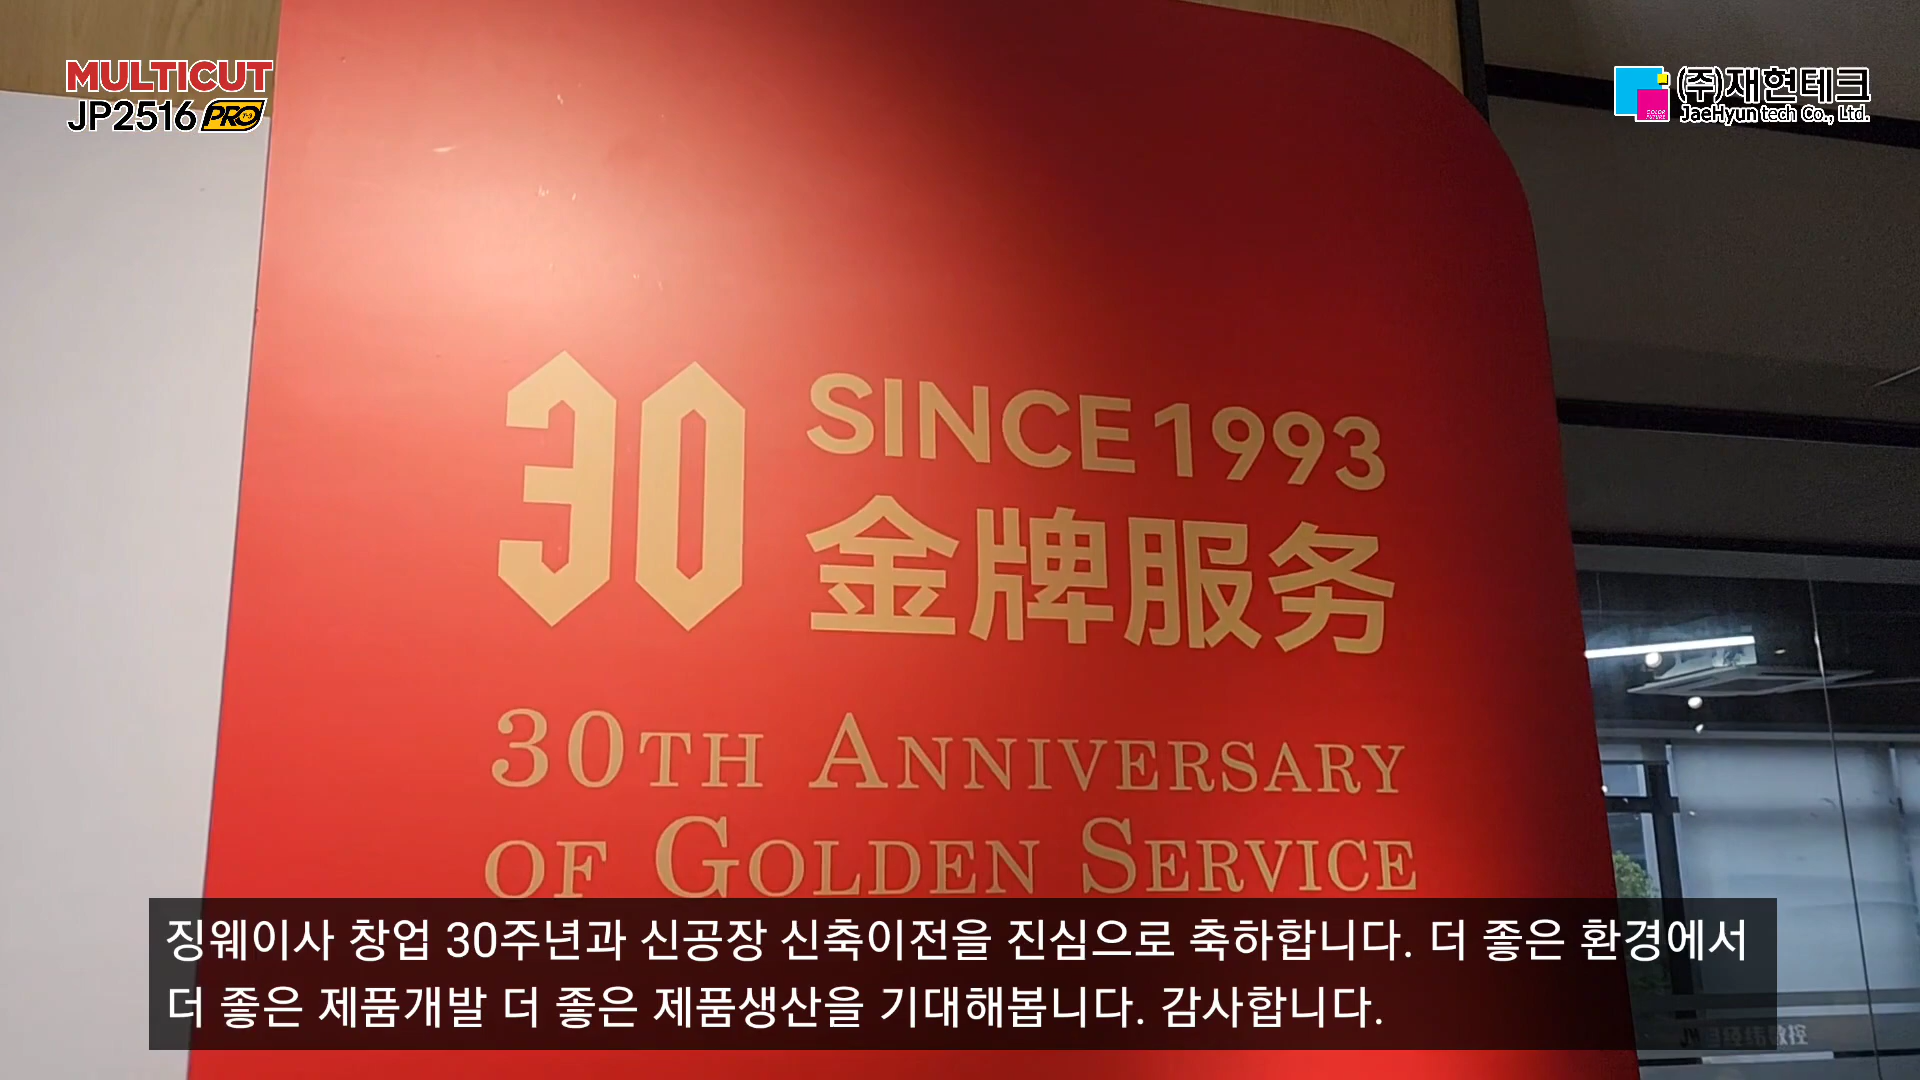 MULTICUT
JP2516 PRO
(주)재현테크
JaeHyun tech Co., Ltd.
COLOR
FUTURE
30
SINCE 1993
金牌服务
30TH ANNIVERSARY
OF GOLDEN SERVICE
징웨이사 창업 30주년과 신공장 신축이전을 진심으로 축하합니다. 더 좋은 환경에서
더 좋은 제품개발 더 좋은 제품생산을 기대해봅니다. 감사합니다.